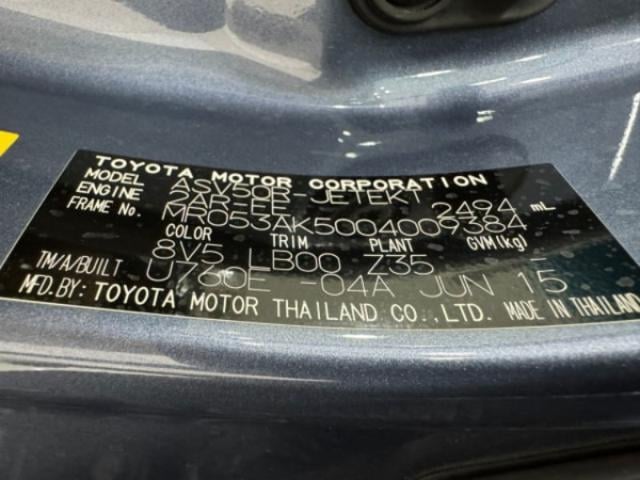 TOYOTA MOTOR CORPORATION
MODEL ASV50R-JETEKT
ENGINE 2AR-FE 2494 mL
FRAME No. MR053AK5004009384
COLOR TRIM PLANT GVM(kg)
8V5 LB00 Z35 -
TM/A/BUILT U760E -04A JUN 15
MFD.BY: TOYOTA MOTOR THAILAND CO.,LTD. MADE IN THAILAND